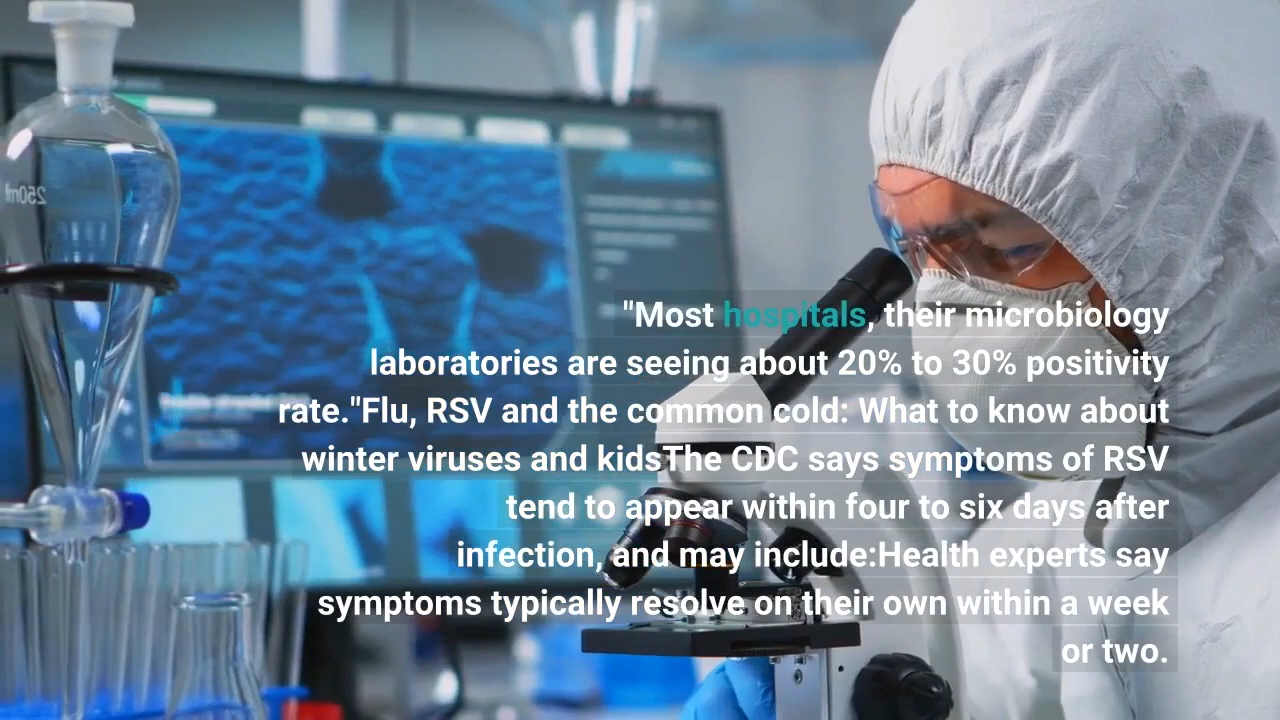 250ml
"Most hospitals, their microbiology
laboratories are seeing about 20% to 30% positivity
rate."Flu, RSV and the common cold: What to know about
winter viruses and kidsThe CDC says symptoms of RSV
tend to appear within four to six days after
infection, and may include:Health experts say
symptoms typically resolve on their own within a week
or two.